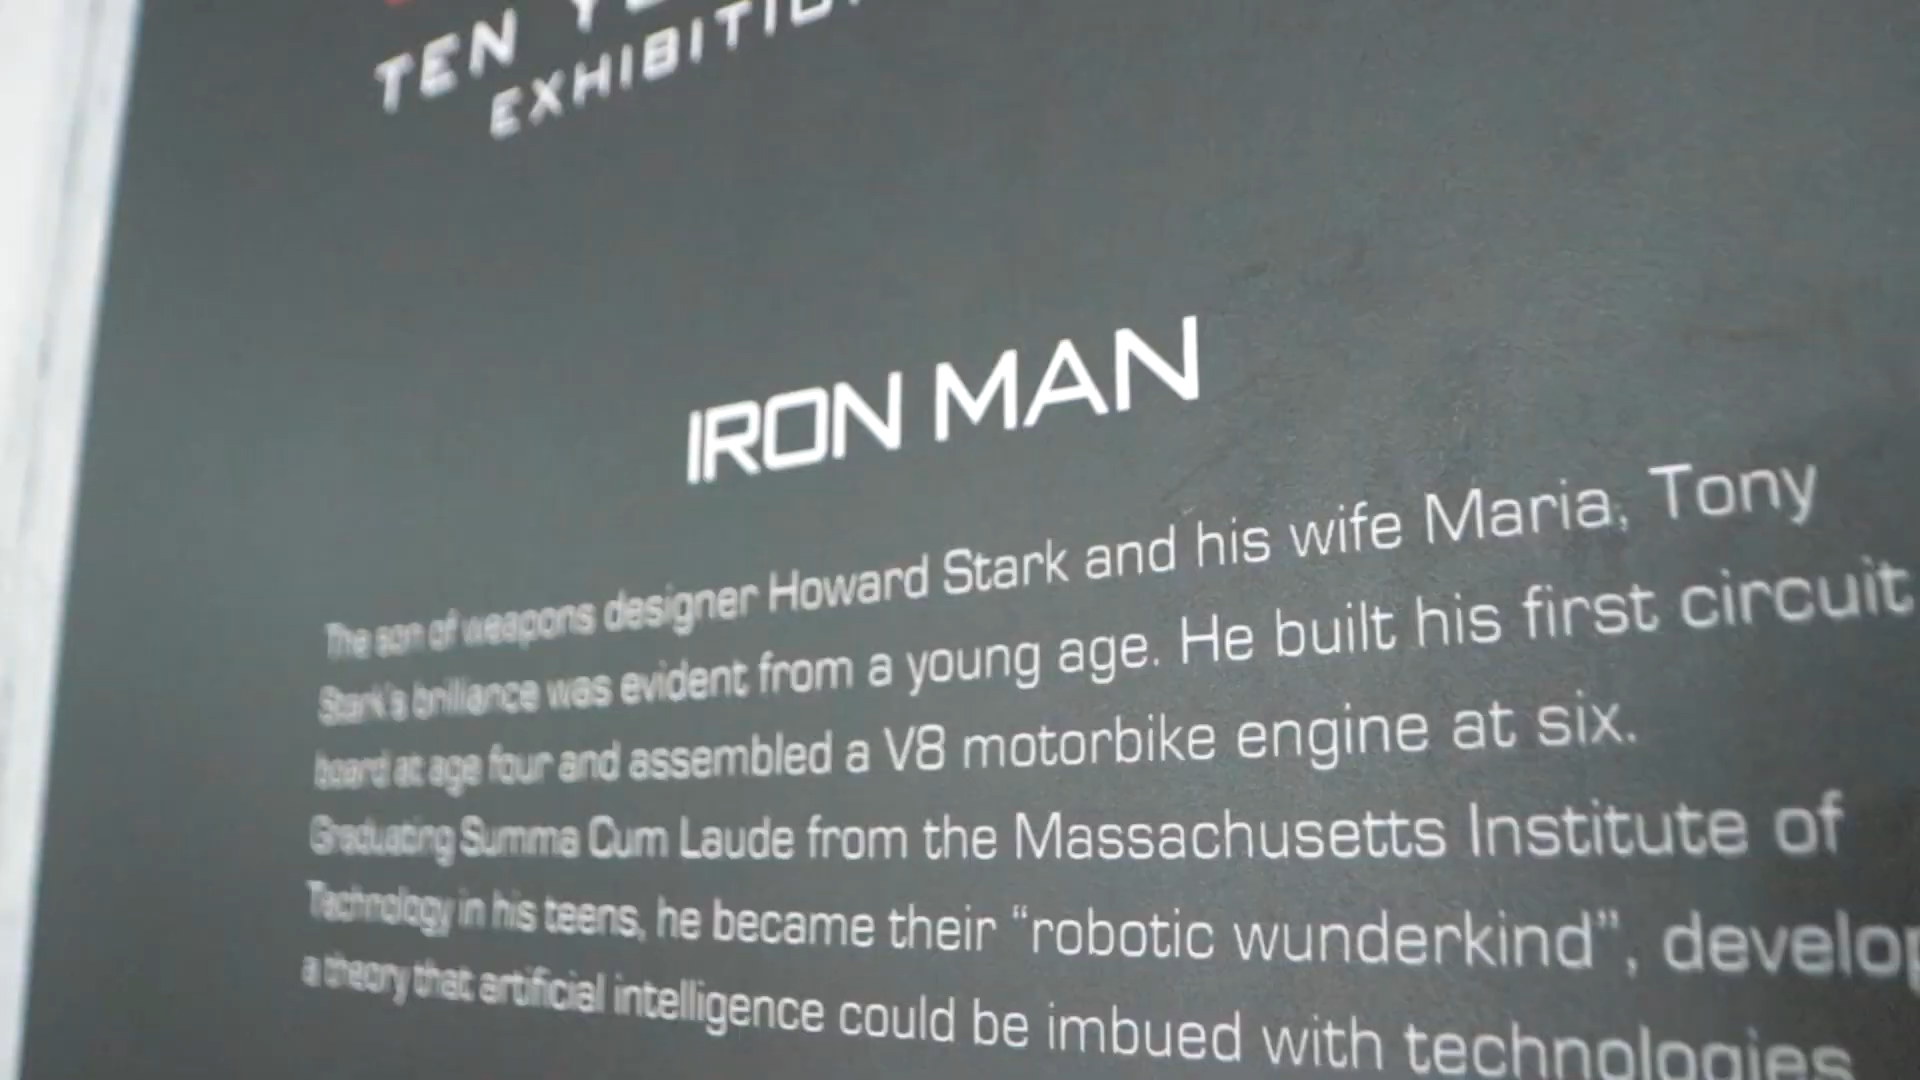 TEN
IRON MAN
The son of weapons designer Howard Stark and his wife Maria, Tony
Stark's brilliance was evident from a young age. He built his first circuit
board at age four and assembled a V8 motorbike engine at six.
Graduating Summa Cum Laude from the Massachusetts Institute of
Technology in his teens, he became their “robotic wunderkind”,
a theory that artificial intelligence could be imbued with technologies